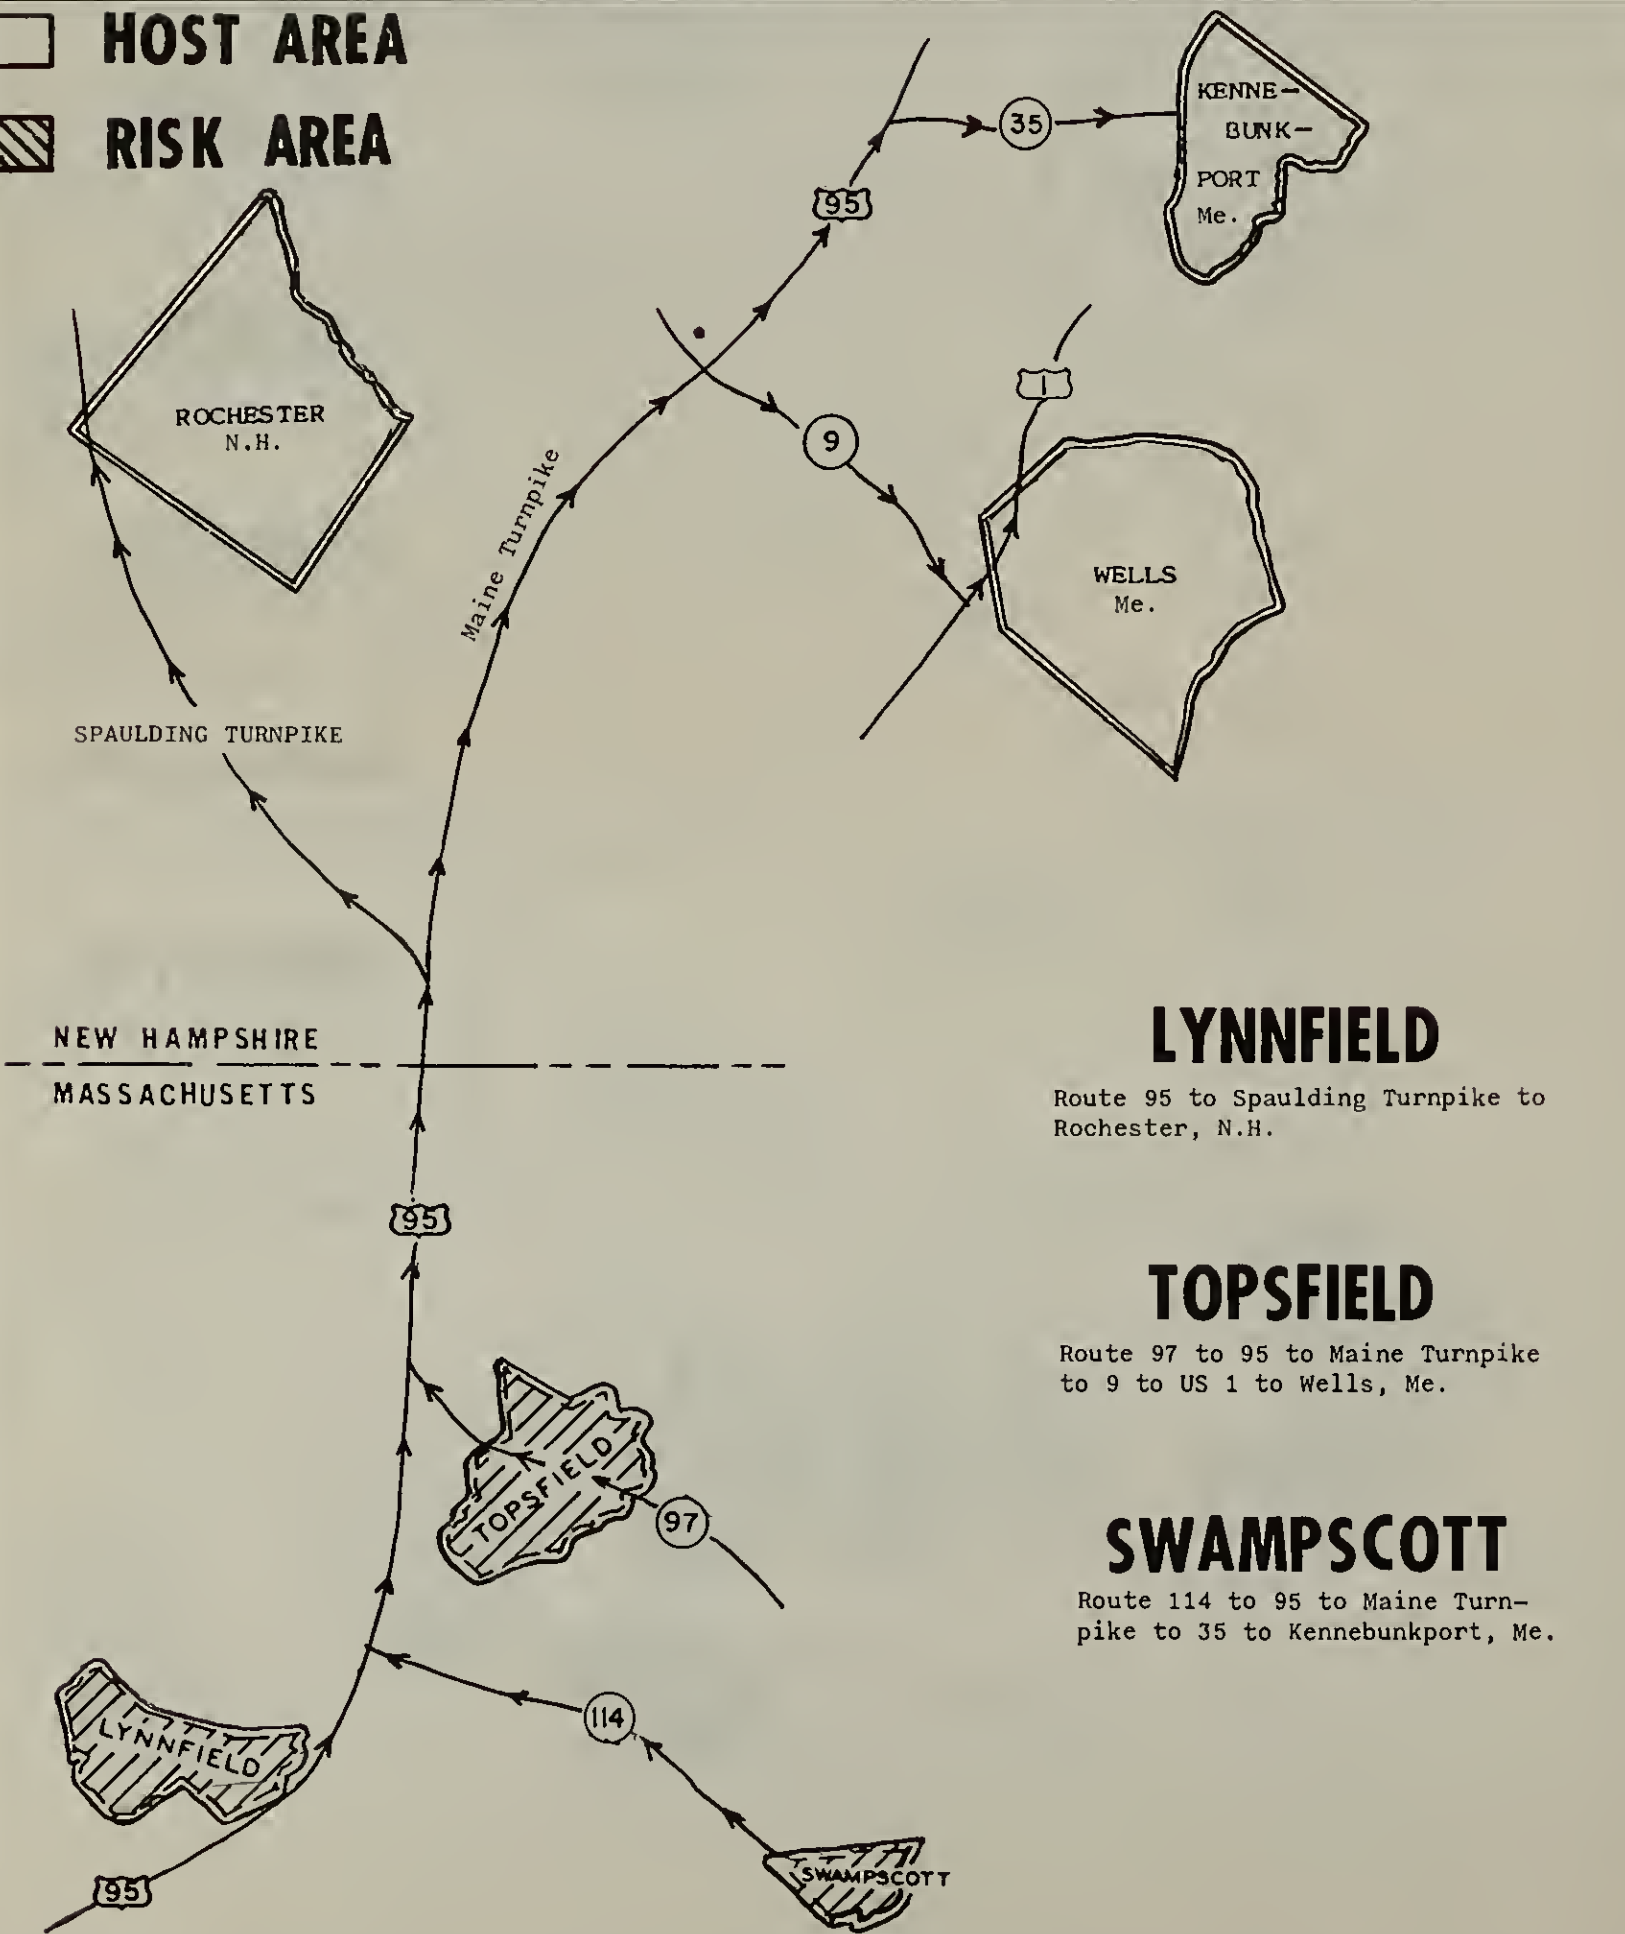 HOST AREA
RISK AREA
KENNE-
BUNK-
PORT
Me.
35
95
ROCHESTER
N.H.
1
9
Maine Turnpike
WELLS
Me.
SPAULDING TURNPIKE
NEW HAMPSHIRE
MASSACHUSETTS
95
LYNNFIELD
Route 95 to Spaulding Turnpike to
Rochester, N.H.
TOPSFIELD
Route 97 to 95 to Maine Turnpike
to 9 to US 1 to Wells, Me.
TOPSFIELD
97
SWAMPSCOTT
Route 114 to 95 to Maine Turn-
pike to 35 to Kennebunkport, Me.
114
LYNNFIELD
SWAMPSCOTT
95